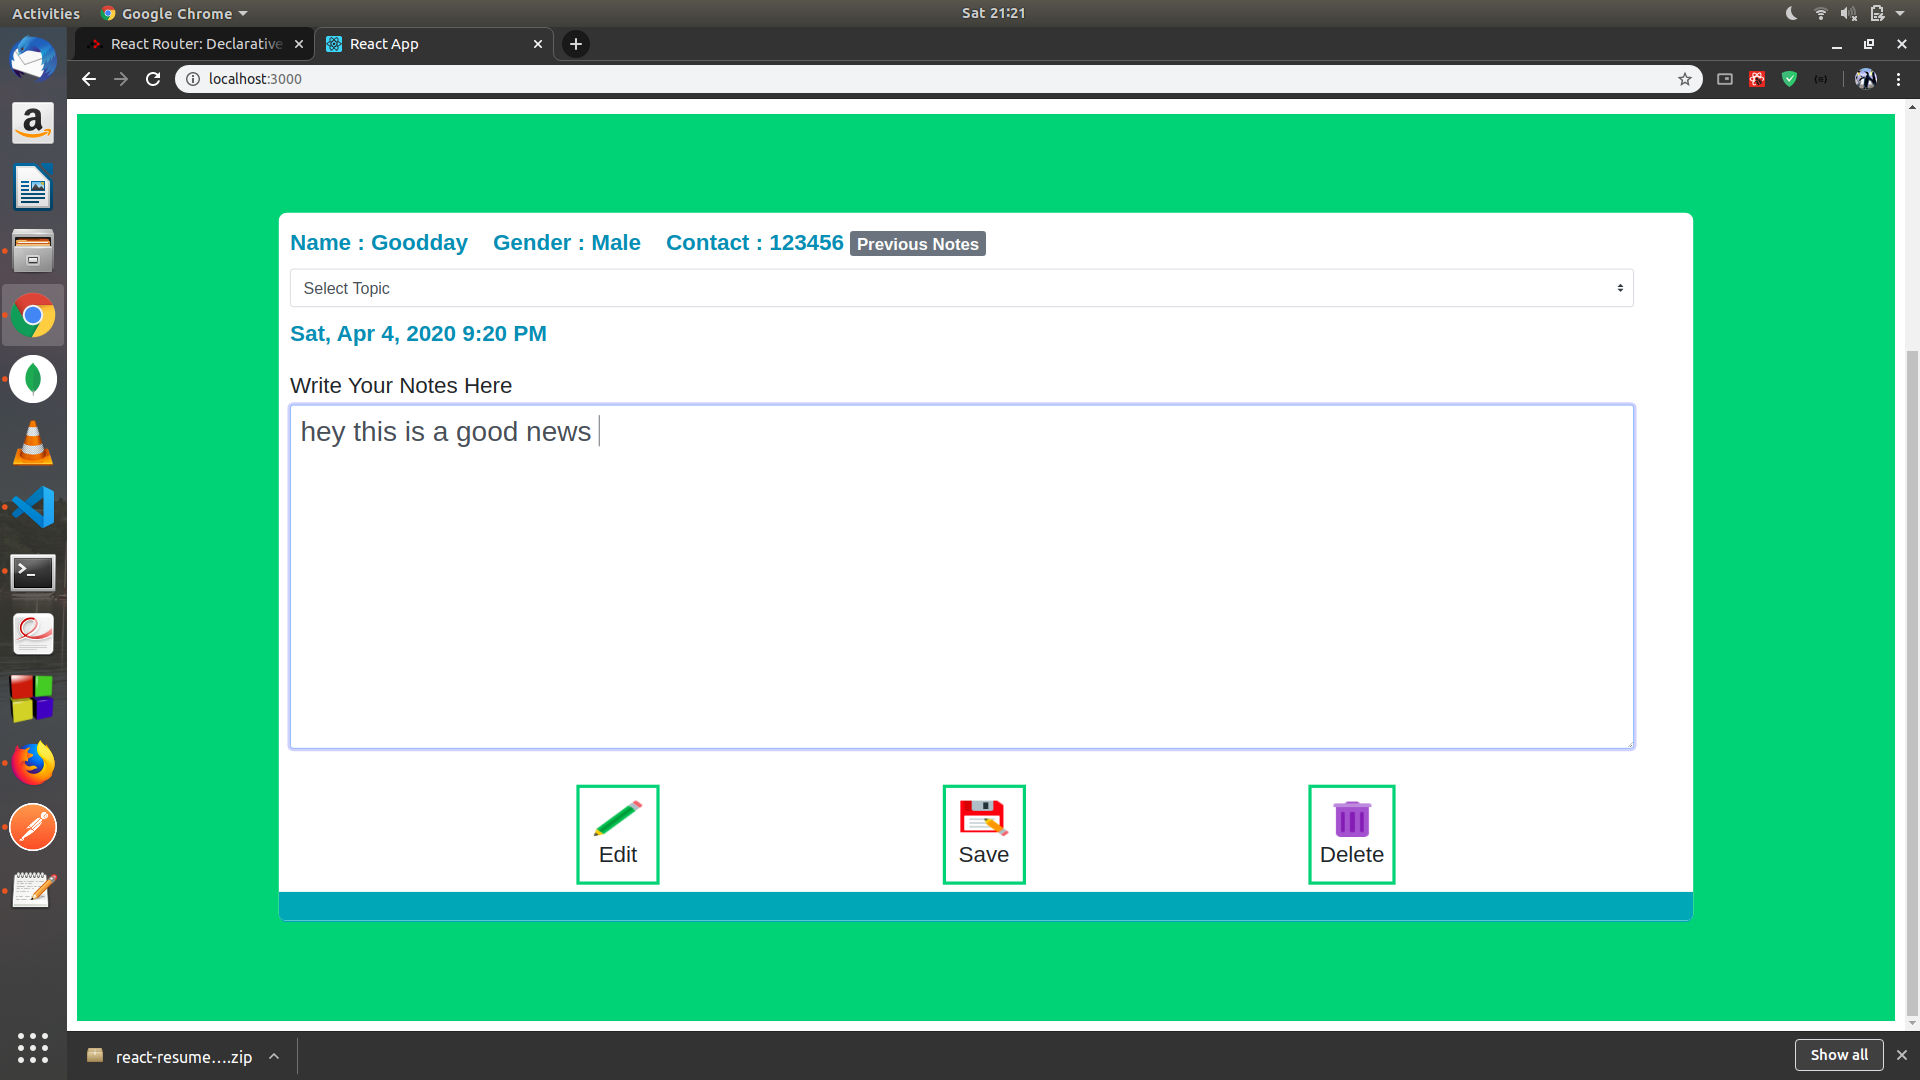 Activities Google Chrome Sat 21:21
React Router: Declarative React App
localhost:3000
Name : Goodday Gender : Male Contact : 123456 Previous Notes
Select Topic
Sat, Apr 4, 2020 9:20 PM
Write Your Notes Here
hey this is a good news
Edit Save Delete
react-resume....zip Show all